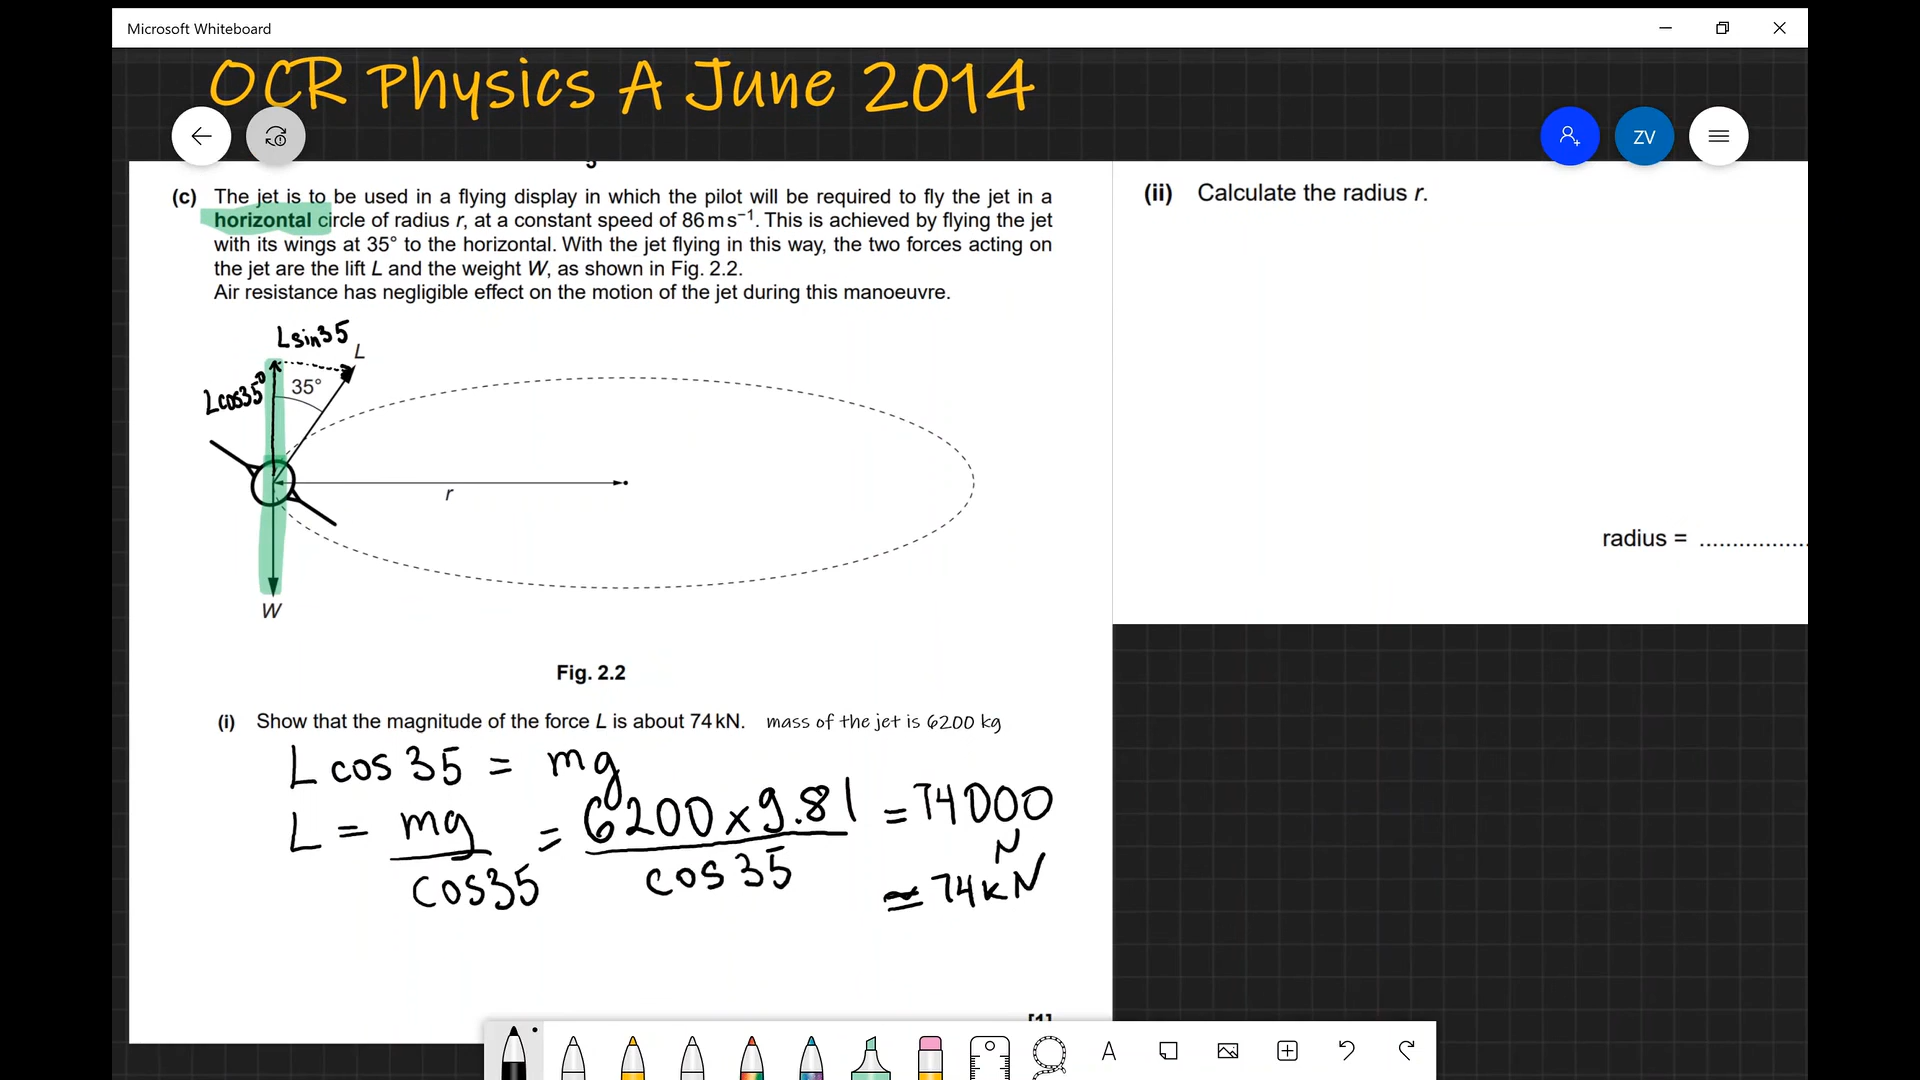 Microsoft Whiteboard
OCR Physics A June 2014
ZV
(c) The jet is to be used in a flying display in which the pilot will be required to fly the jet in a
horizontal circle of radius r, at a constant speed of 86 m s⁻¹. This is achieved by flying the jet
with its wings at 35° to the horizontal. With the jet flying in this way, the two forces acting on
the jet are the lift L and the weight W, as shown in Fig. 2.2.
Air resistance has negligible effect on the motion of the jet during this manoeuvre.
L sin35
L
L cos35°
35°
r
W
Fig. 2.2
(i) Show that the magnitude of the force L is about 74 kN. mass of the jet is 6200 kg
L cos 35 = mg
L = mg / cos35 = 6200 x 9.81 / cos 35 = 74000 N
≃ 74kN
[1]
(ii) Calculate the radius r.
radius = ................
A